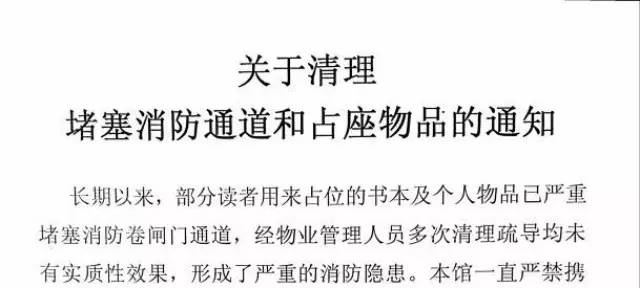 关于清理
堵塞消防通道和占座物品的通知
长期以来，部分读者用来占位的书本及个人物品已严重
堵塞消防卷闸门通道，经物业管理人员多次清理疏导均未
有实质性效果，形成了严重的消防隐患。本馆一直严禁携